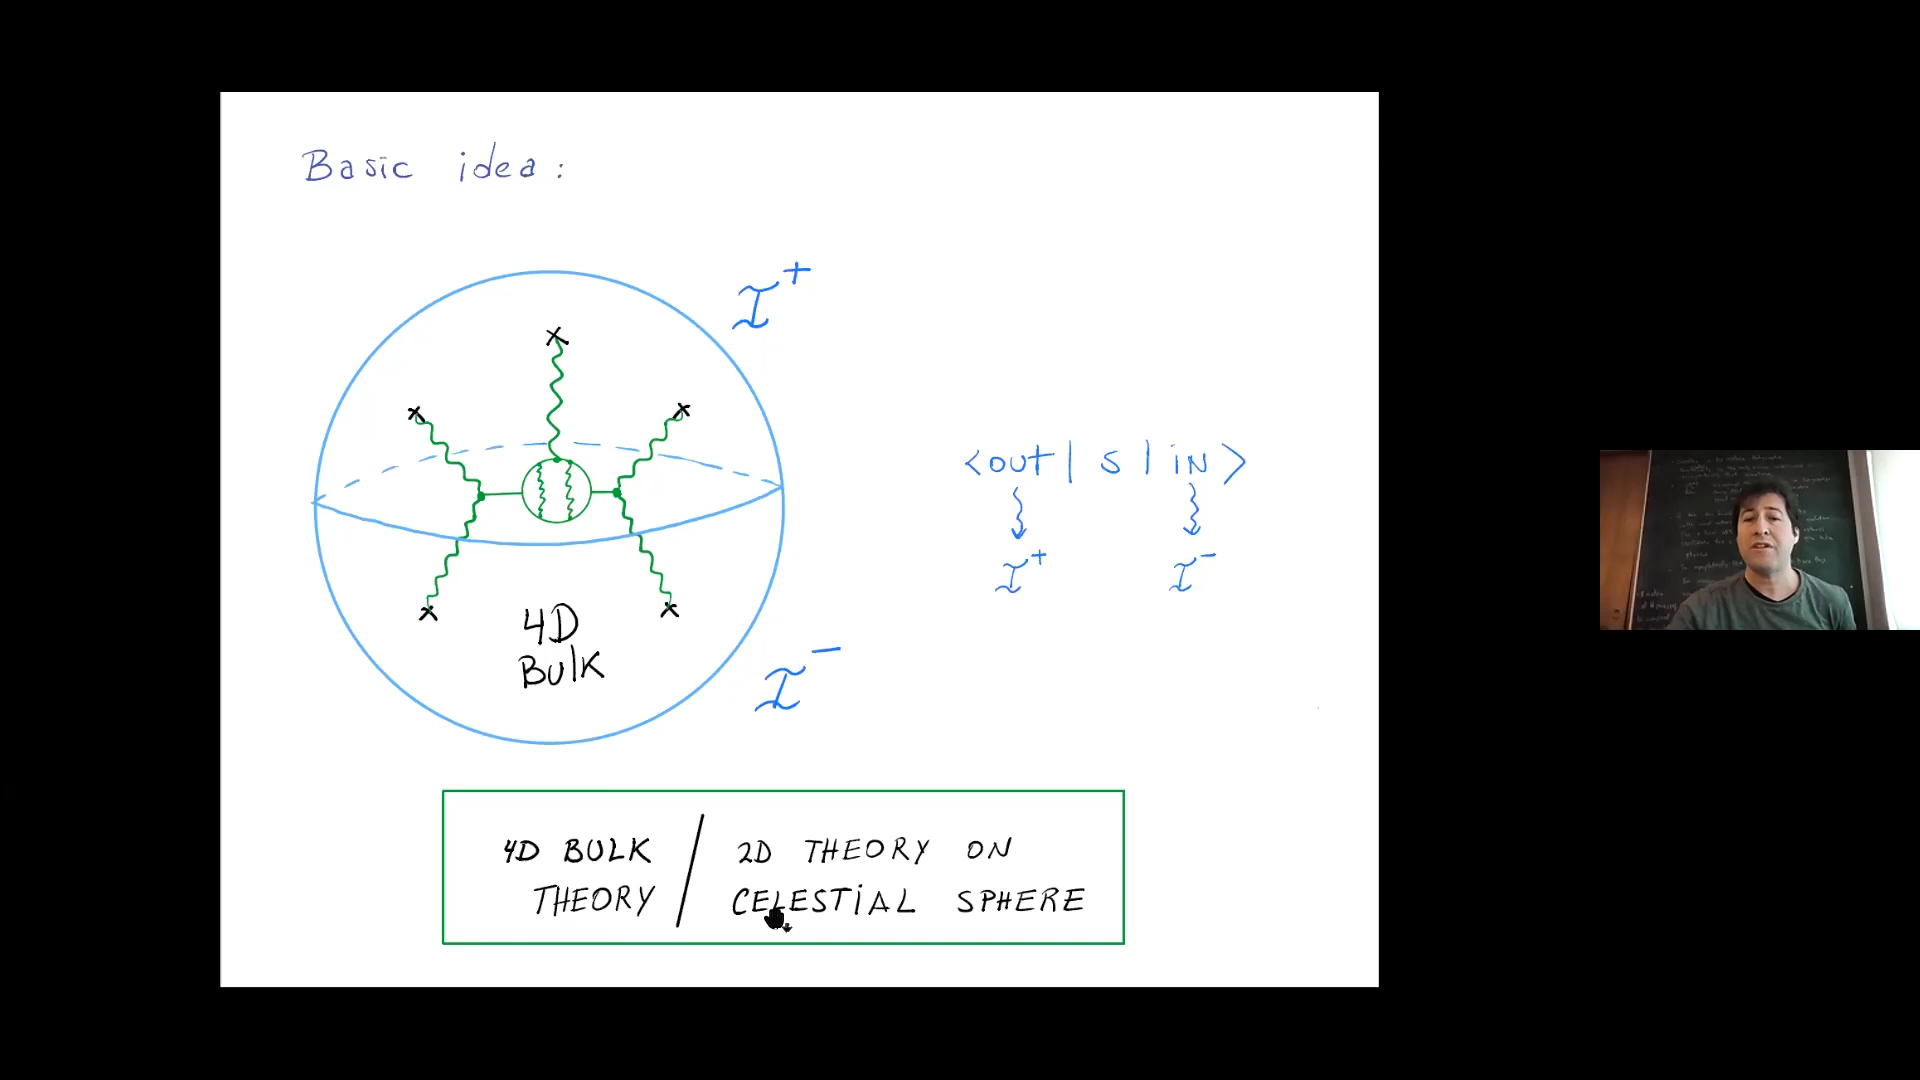 Basic idea:
ℐ⁺
<OUT| S |iN>
ℐ⁺ ℐ⁻
4D
BulK
ℐ⁻
4D BULK / 2D THEORY ON
THEORY CELESTiAL SPHERE